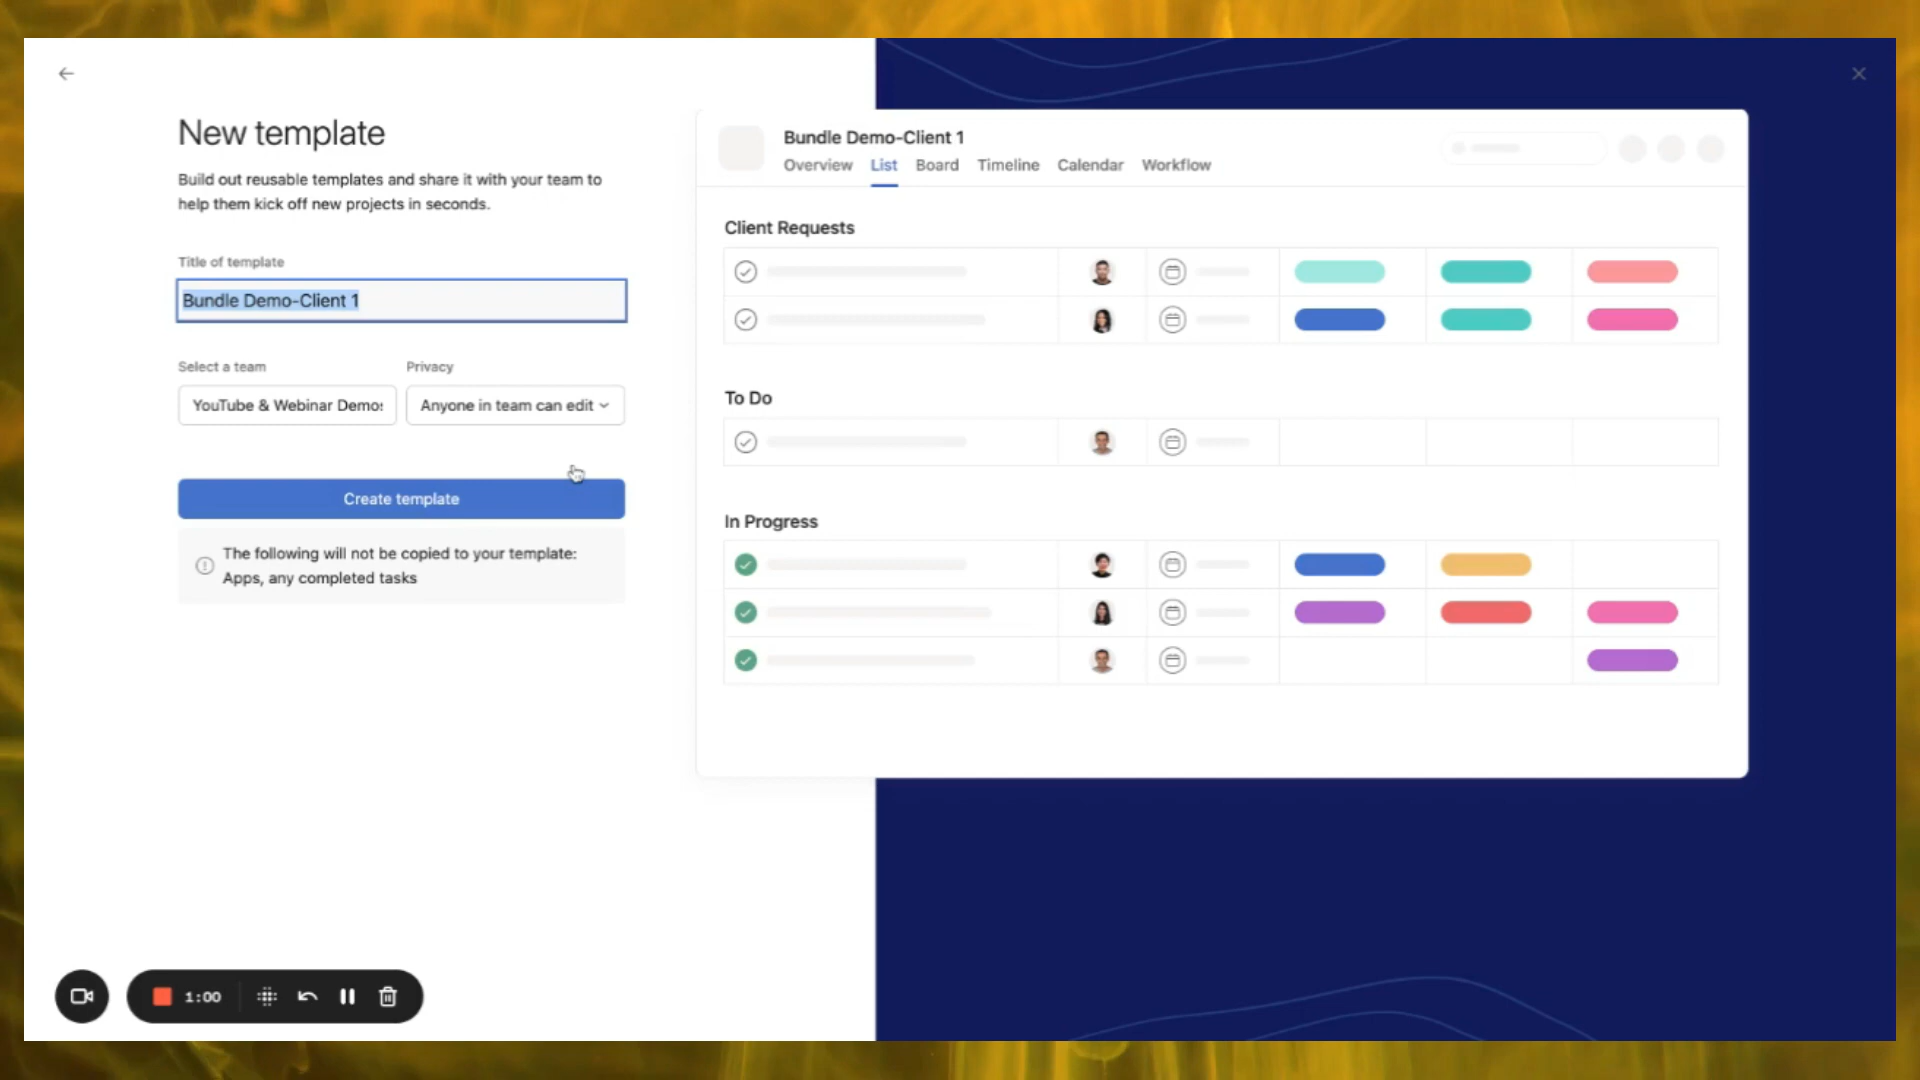 New template
Build out reusable templates and share it with your team to
help them kick off new projects in seconds.
Title of template
Bundle Demo-Client 1
Select a team
Privacy
YouTube & Webinar Demos
Anyone in team can edit
Create template
The following will not be copied to your template:
Apps, any completed tasks
1:00
Bundle Demo-Client 1
Overview List Board Timeline Calendar Workflow
Client Requests
To Do
In Progress